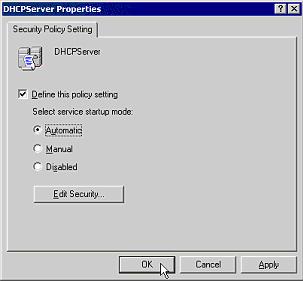 DHCPServer Properties
Security Policy Setting
DHCPServer
Define this policy setting
Select service startup mode:
Automatic
Manual
Disabled
Edit Security...
OK
Cancel
Apply